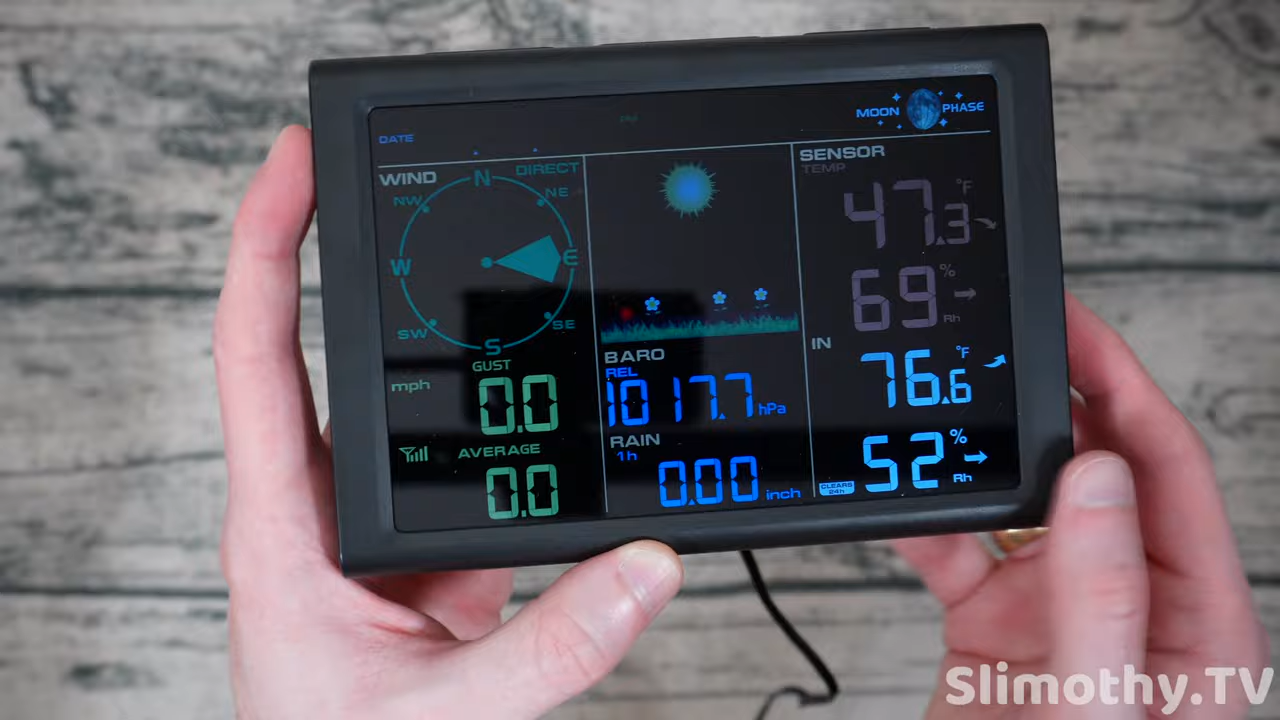 MOON PHASE
DATE
PM
WIND
DIRECT
N
NW
NE
W
E
SW
SE
S
GUST
mph
0.0
AVERAGE
0.0
BARO
REL
1017.7 hPa
RAIN
1h
0.00 inch
SENSOR
TEMP
47.3 °F
69 %
Rh
IN
76.6 °F
52 %
Rh
CLEARS
24h
Slimothy.TV